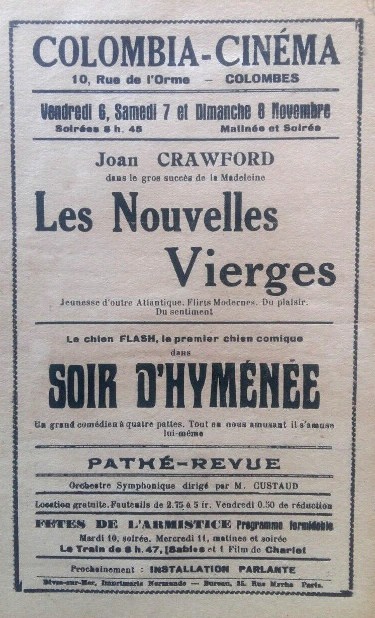 COLOMBIA-CINÉMA
10, Rue de l'Orme — COLOMBES
Vendredi 6, Samedi 7 et Dimanche 8 Novembre
Soirées 8 h. 45 Matinée et Soirée
Joan CRAWFORD
dans le gros succès de la Madeleine
Les Nouvelles
Vierges
Jeunesse d'outre Atlantique. Flirts Modernes. Du plaisir.
Du sentiment
Le chien FLASH, le premier chien comique
dans
SOIR D'HYMÉNÉE
Un grand comédien à quatre pattes. Tout en nous amusant il s'amuse
lui-même
PATHÉ-REVUE
Orchestre Symphonique dirigé par M. GUSTAUD
Location gratuite. Fauteuils de 2.75 à 5 fr. Vendredi 0.50 de réduction
FÊTES DE L'ARMISTICE Programme formidable
Mardi 10, soirée, Mercredi 11, matinée et soirée
Le Train de 8 h. 47, Sables et 1 Film de Charlot
Prochainement : INSTALLATION PARLANTE
Dives-sur-Mer, Imprimerie Normande — Bureau, 25, Rue Myrha Paris.